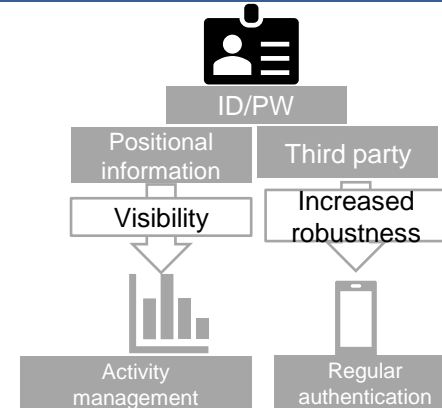 ID/PW
Positional
information
Third party
Visibility
Increased
robustness
Activity
management
Regular
authentication